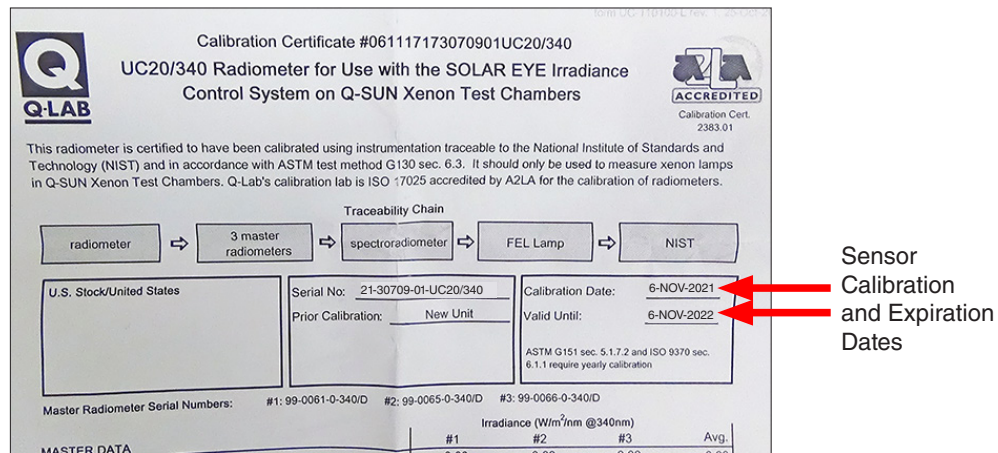 form UC-110100-L rev. 1 25-Oct-2
Calibration Certificate #061117173070901UC20/340
UC20/340 Radiometer for Use with the SOLAR EYE Irradiance
Control System on Q-SUN Xenon Test Chambers
Q-LAB
A2LA
ACCREDITED
Calibration Cert.
2383.01
This radiometer is certified to have been calibrated using instrumentation traceable to the National Institute of Standards and
Technology (NIST) and in accordance with ASTM test method G130 sec. 6.3. It should only be used to measure xenon lamps
in Q-SUN Xenon Test Chambers. Q-Lab's calibration lab is ISO 17025 accredited by A2LA for the calibration of radiometers.
Traceability Chain
radiometer
3 master
radiometers
spectroradiometer
FEL Lamp
NIST
U.S. Stock/United States
Serial No: 21-30709-01-UC20/340
Prior Calibration: New Unit
Calibration Date: 6-NOV-2021
Valid Until: 6-NOV-2022
ASTM G151 sec. 5.1.7.2 and ISO 9370 sec.
6.1.1 require yearly calibration
Sensor
Calibration
and Expiration
Dates
Master Radiometer Serial Numbers: #1: 99-0061-0-340/D #2: 99-0065-0-340/D #3: 99-0066-0-340/D
Irradiance (W/m²/nm @340nm)
#1 #2 #3 Avg.
MASTER DATA